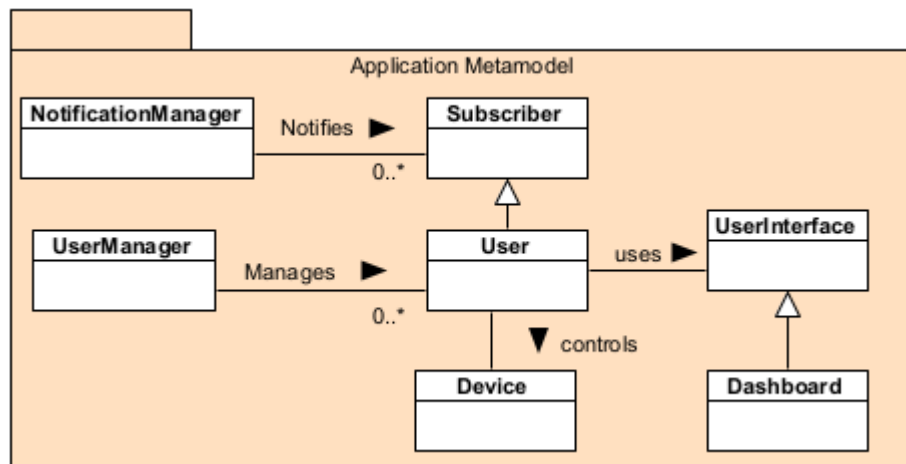 Application Metamodel
NotificationManager
Notifies
0..*
Subscriber
UserManager
Manages
0..*
User
uses
UserInterface
controls
Device
Dashboard